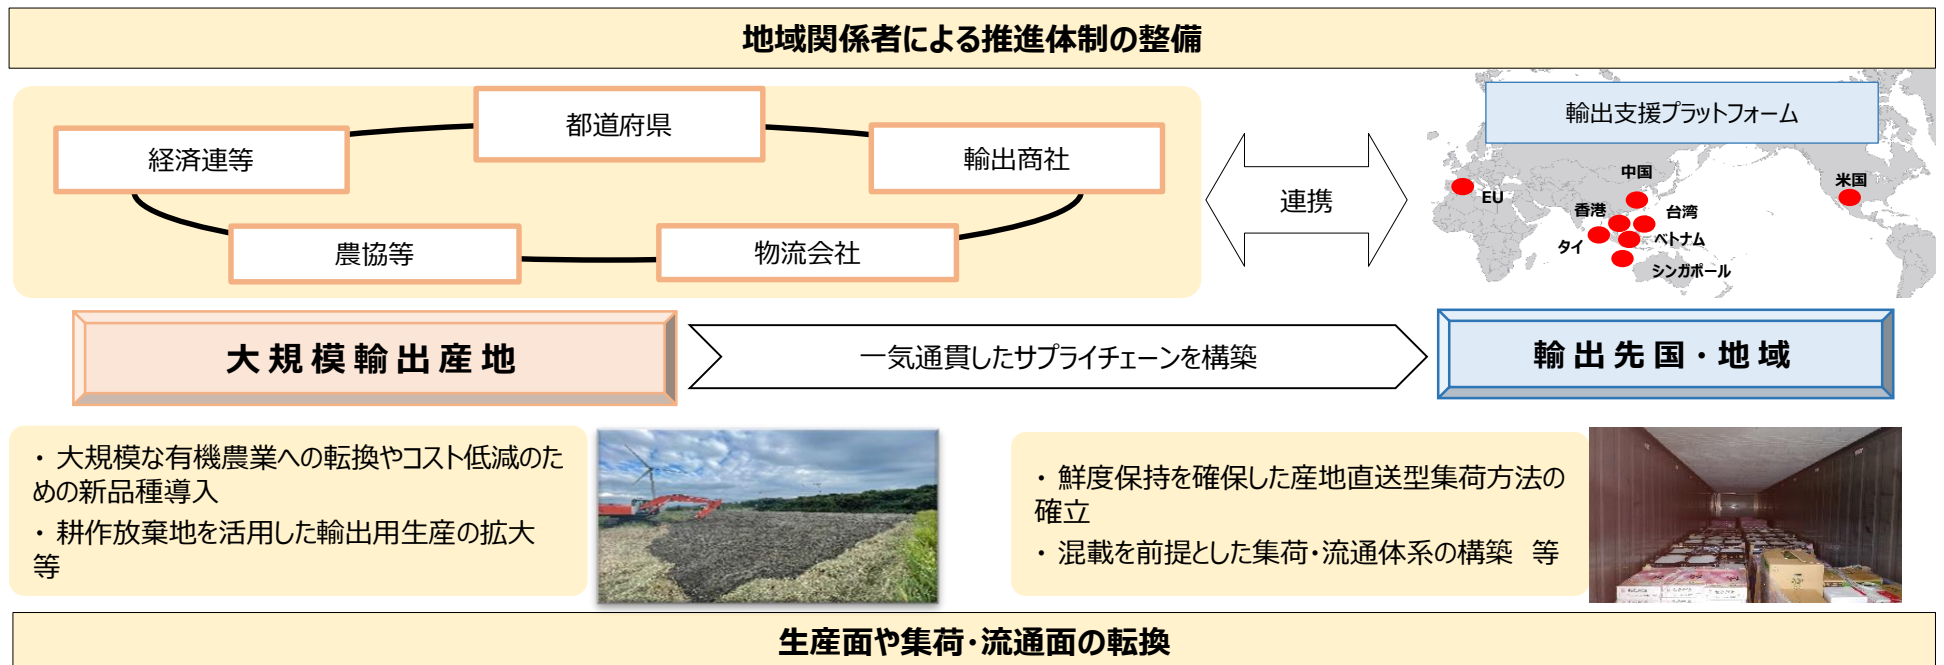 地域関係者による推進体制の整備
都道府県
経済連等
輸出商社
農協等
物流会社
連携
輸出支援プラットフォーム
中国
米国
EU
香港
台湾
タイ
ベトナム
シンガポール
大規模輸出産地
一気通貫したサプライチェーンを構築
輸出先国・地域
・ 大規模な有機農業への転換やコスト低減のた
めの新品種導入
・ 耕作放棄地を活用した輸出用生産の拡大
等
・ 鮮度保持を確保した産地直送型集荷方法の
確立
・ 混載を前提とした集荷・流通体系の構築 等
生産面や集荷・流通面の転換